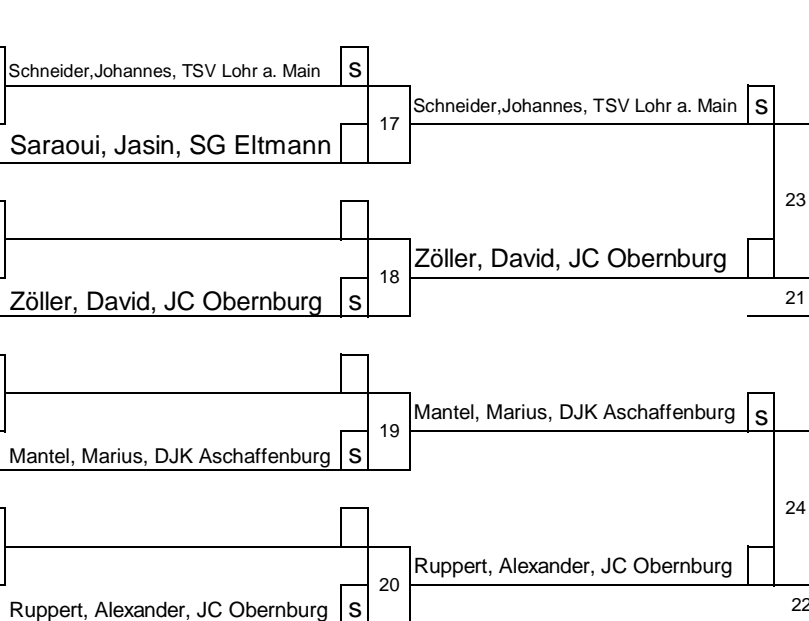 Schneider,Johannes, TSV Lohr a. Main S
Schneider,Johannes, TSV Lohr a. Main S
17
Saraoui, Jasin, SG Eltmann
23
Zöller, David, JC Obernburg
18
Zöller, David, JC Obernburg S
21
Mantel, Marius, DJK Aschaffenburg S
19
Mantel, Marius, DJK Aschaffenburg S
24
Ruppert, Alexander, JC Obernburg
20
Ruppert, Alexander, JC Obernburg S
22